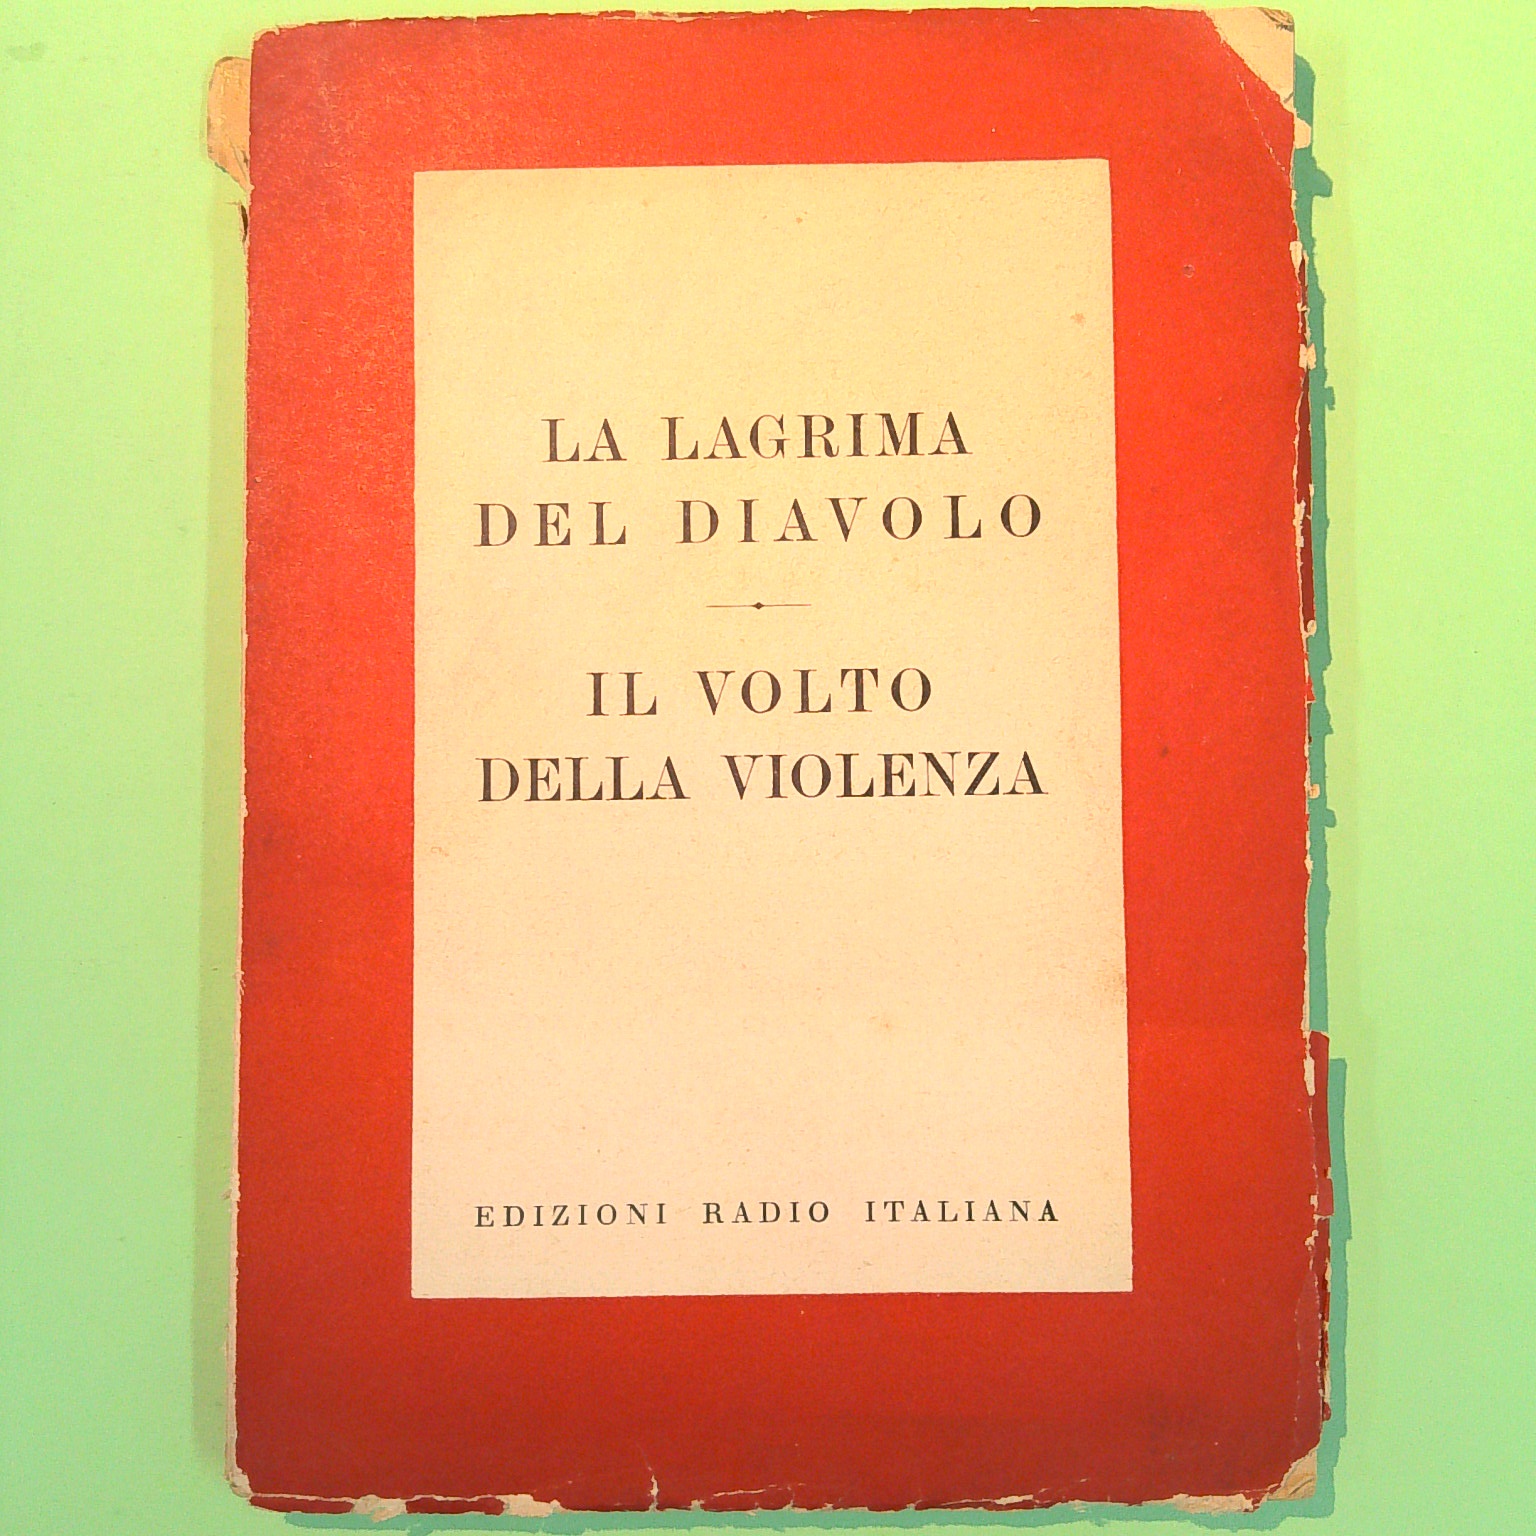 LA LAGRIMA
DEL DIAVOLO
IL VOLTO
DELLA VIOLENZA
EDIZIONI RADIO ITALIANA